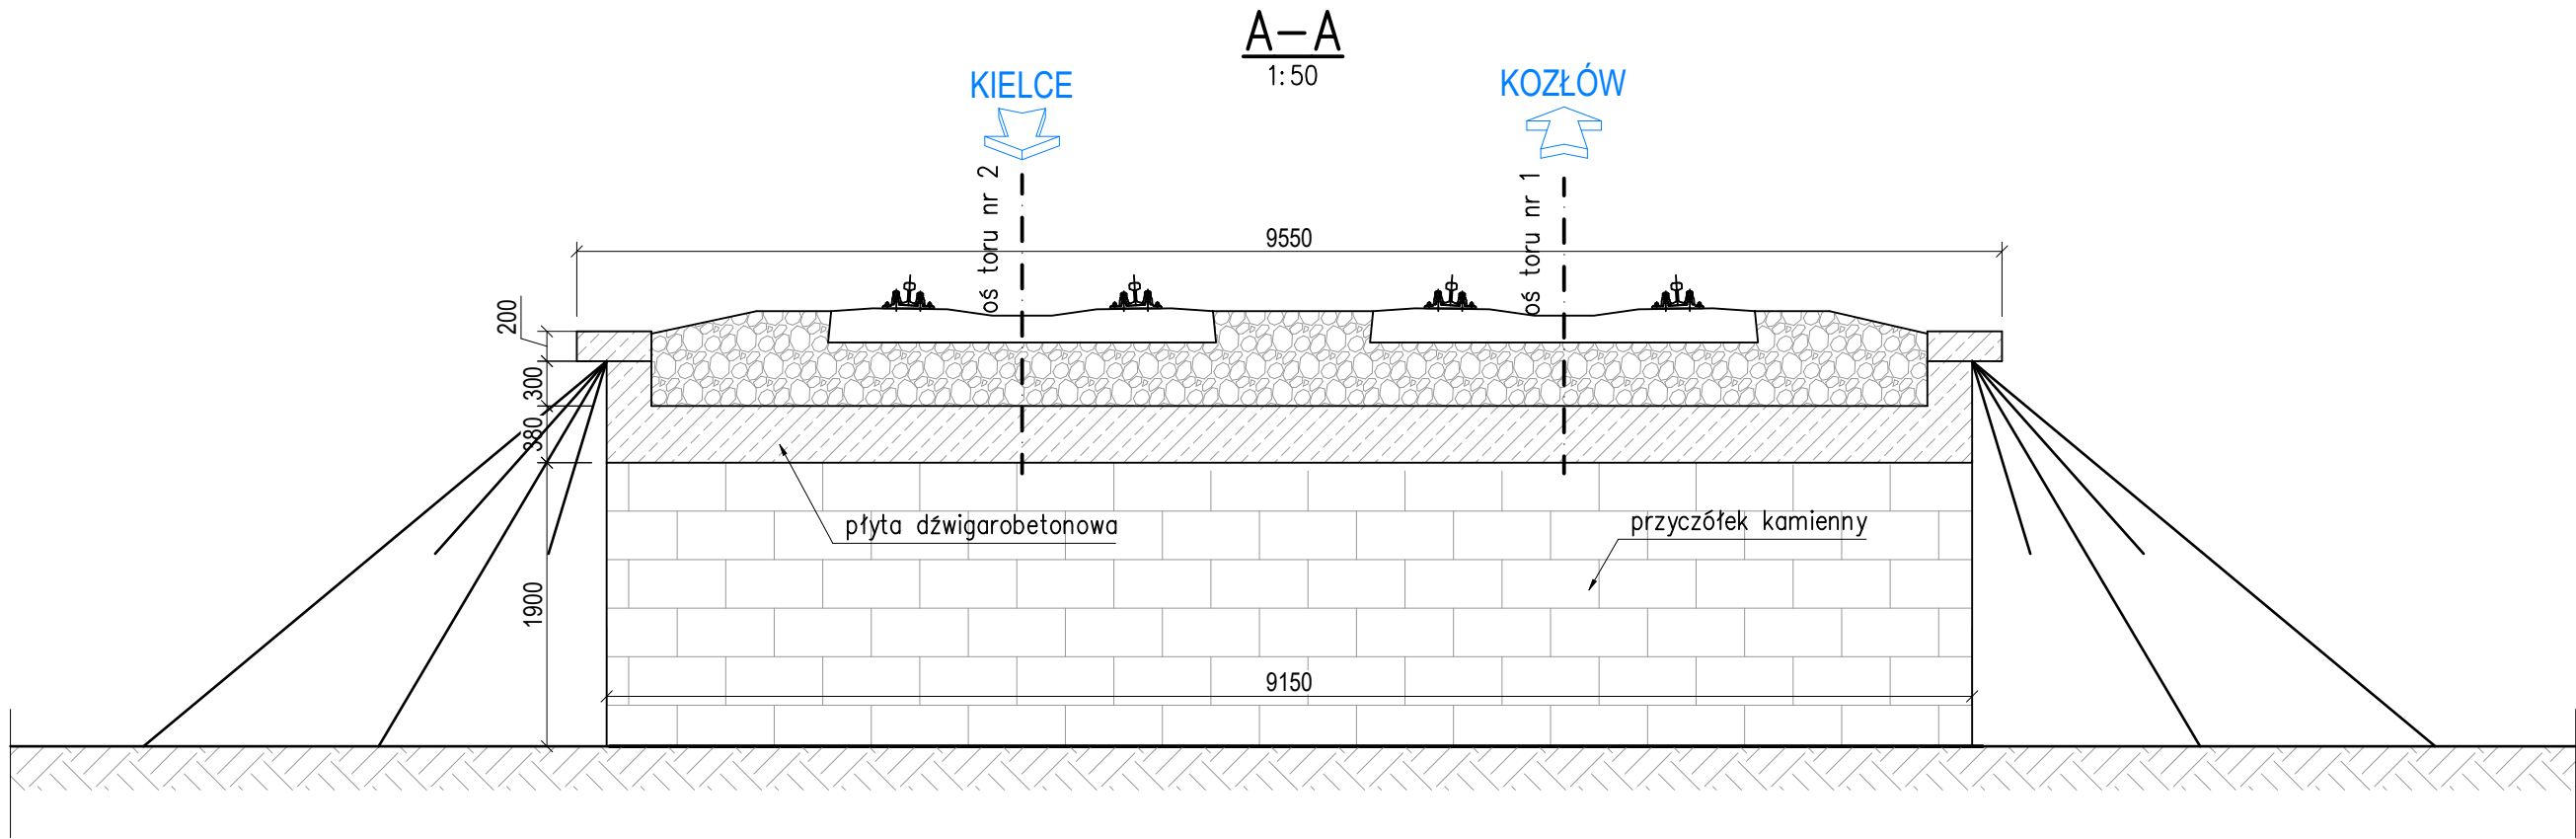 A-A
1:50
KIELCE
KOZŁÓW
oś toru nr 2
oś toru nr 1
9550
200
300
380
1900
płyta dźwigarobetonowa
przyczółek kamienny
9150